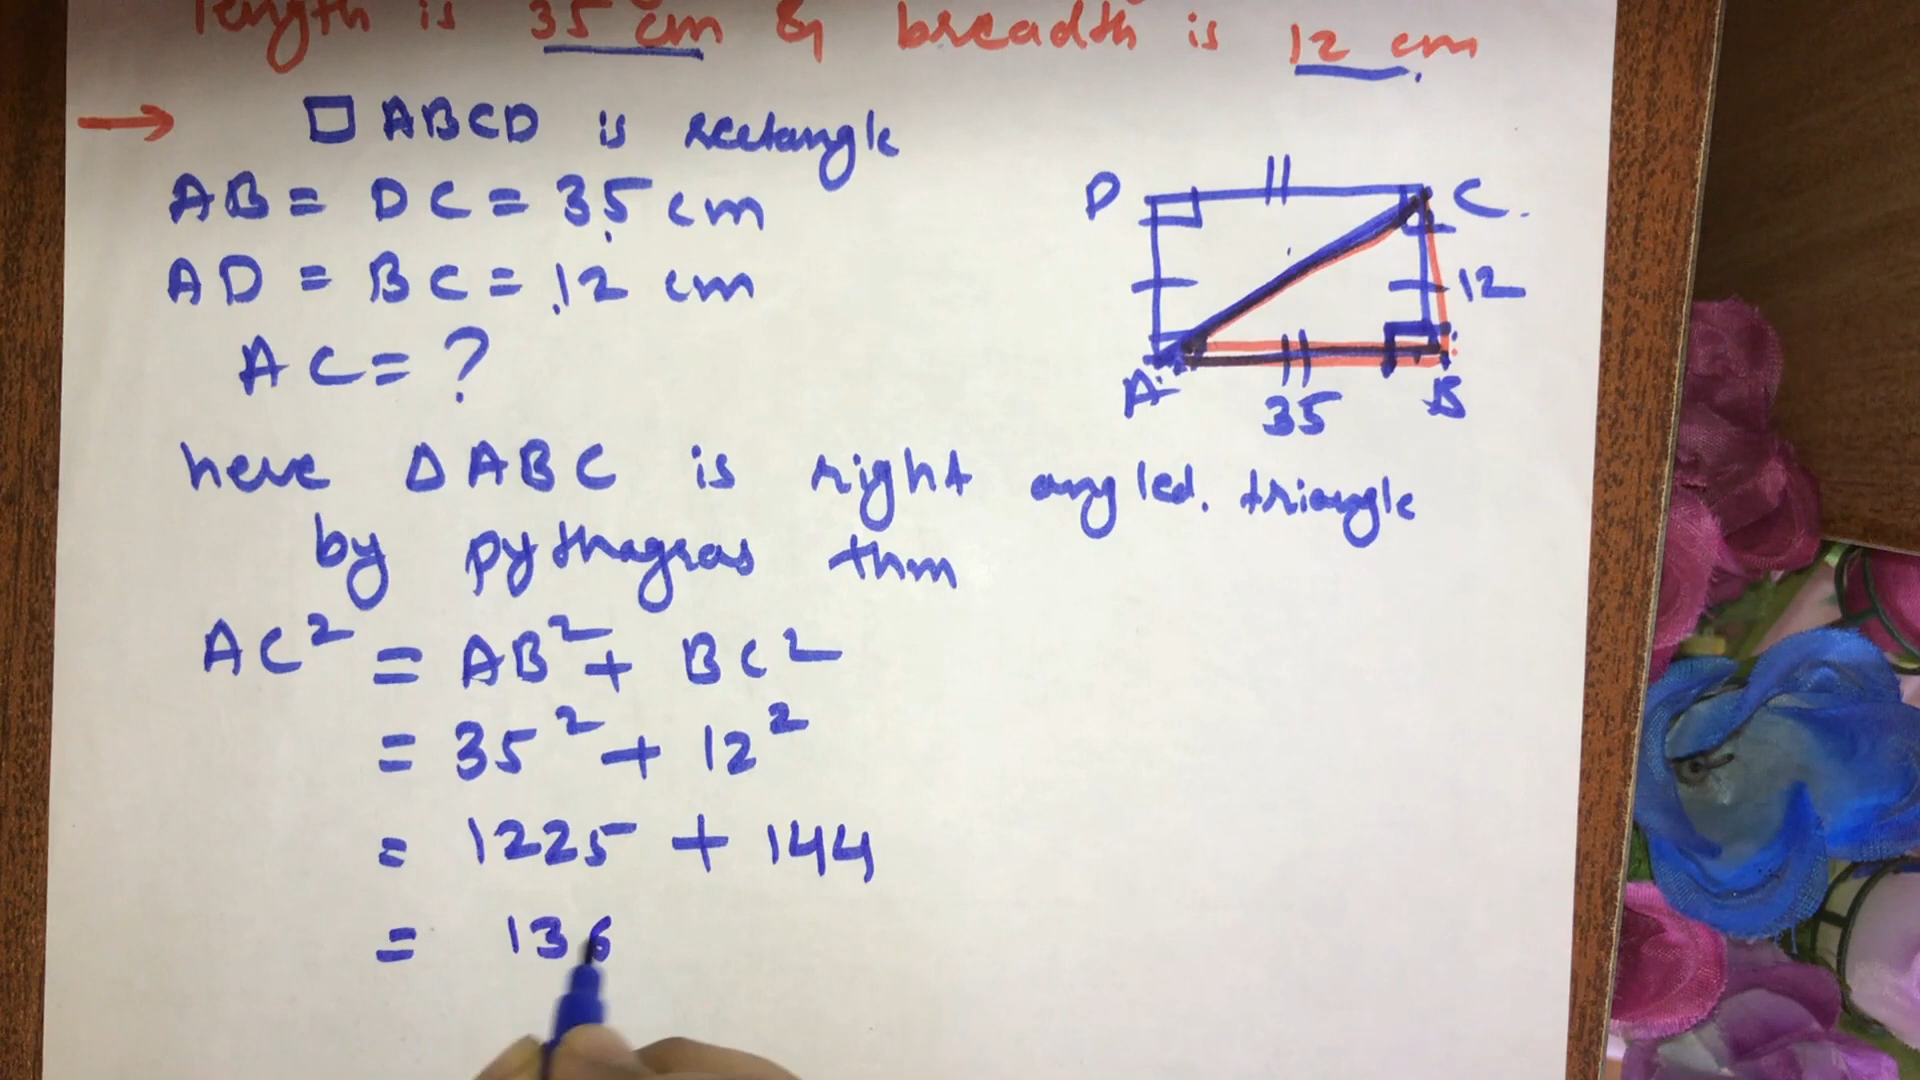 length is 35 cm & breadth is 12 cm
→ □ ABCD is rectangle
AB = DC = 35 cm
AD = BC = 12 cm
AC = ?
D C.
12
A B
35
here Δ ABC is right angled. triangle
by pythagras thm
AC² = AB² + BC²
= 35² + 12²
= 1225 + 144
= 136